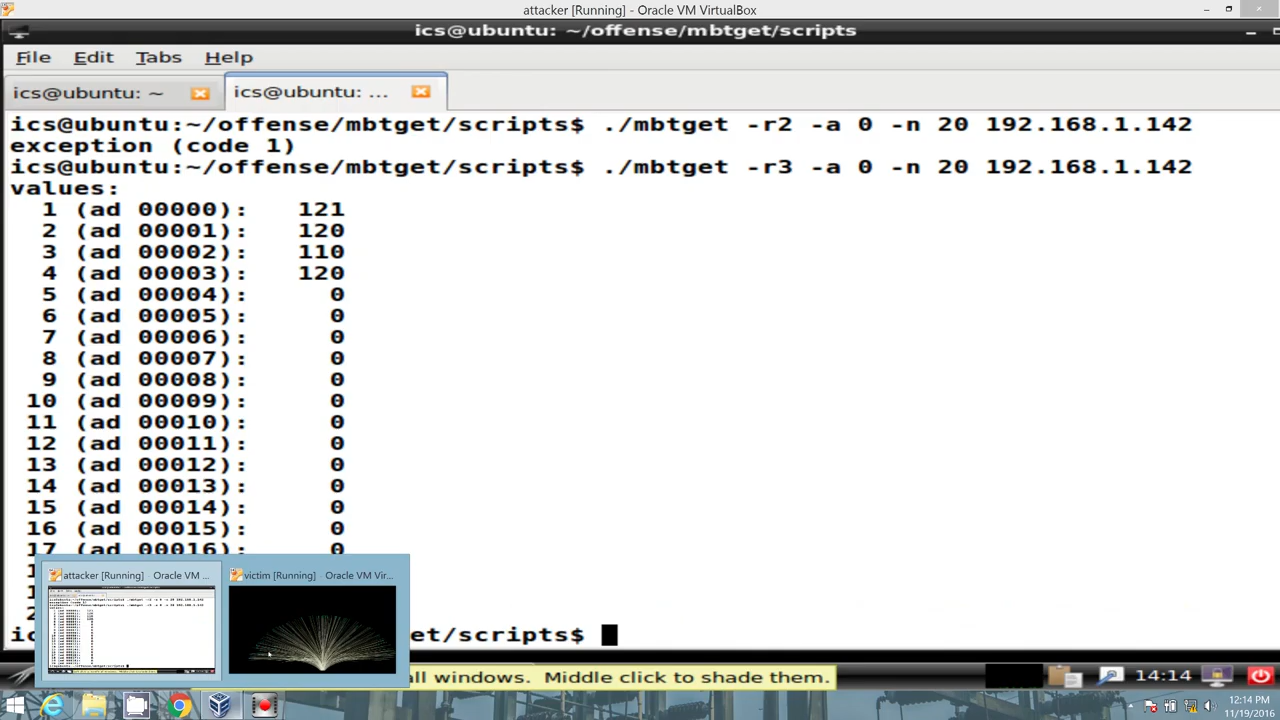 attacker [Running] - Oracle VM VirtualBox
ics@ubuntu: ~/offense/mbtget/scripts
File Edit Tabs Help
ics@ubuntu: ~ ics@ubuntu: ...
ics@ubuntu:~/offense/mbtget/scripts$ ./mbtget -r2 -a 0 -n 20 192.168.1.142
exception (code 1)
ics@ubuntu:~/offense/mbtget/scripts$ ./mbtget -r3 -a 0 -n 20 192.168.1.142
values:
1 (ad 00000): 121
2 (ad 00001): 120
3 (ad 00002): 110
4 (ad 00003): 120
5 (ad 00004): 0
6 (ad 00005): 0
7 (ad 00006): 0
8 (ad 00007): 0
9 (ad 00008): 0
10 (ad 00009): 0
11 (ad 00010): 0
12 (ad 00011): 0
13 (ad 00012): 0
14 (ad 00013): 0
15 (ad 00014): 0
16 (ad 00015): 0
17 (ad 00016): 0
attacker [Running] - Oracle VM ... victim [Running] - Oracle VM Vir...
ic et/scripts$
all windows. Middle click to shade them. 14:14
12:14 PM
11/19/2016